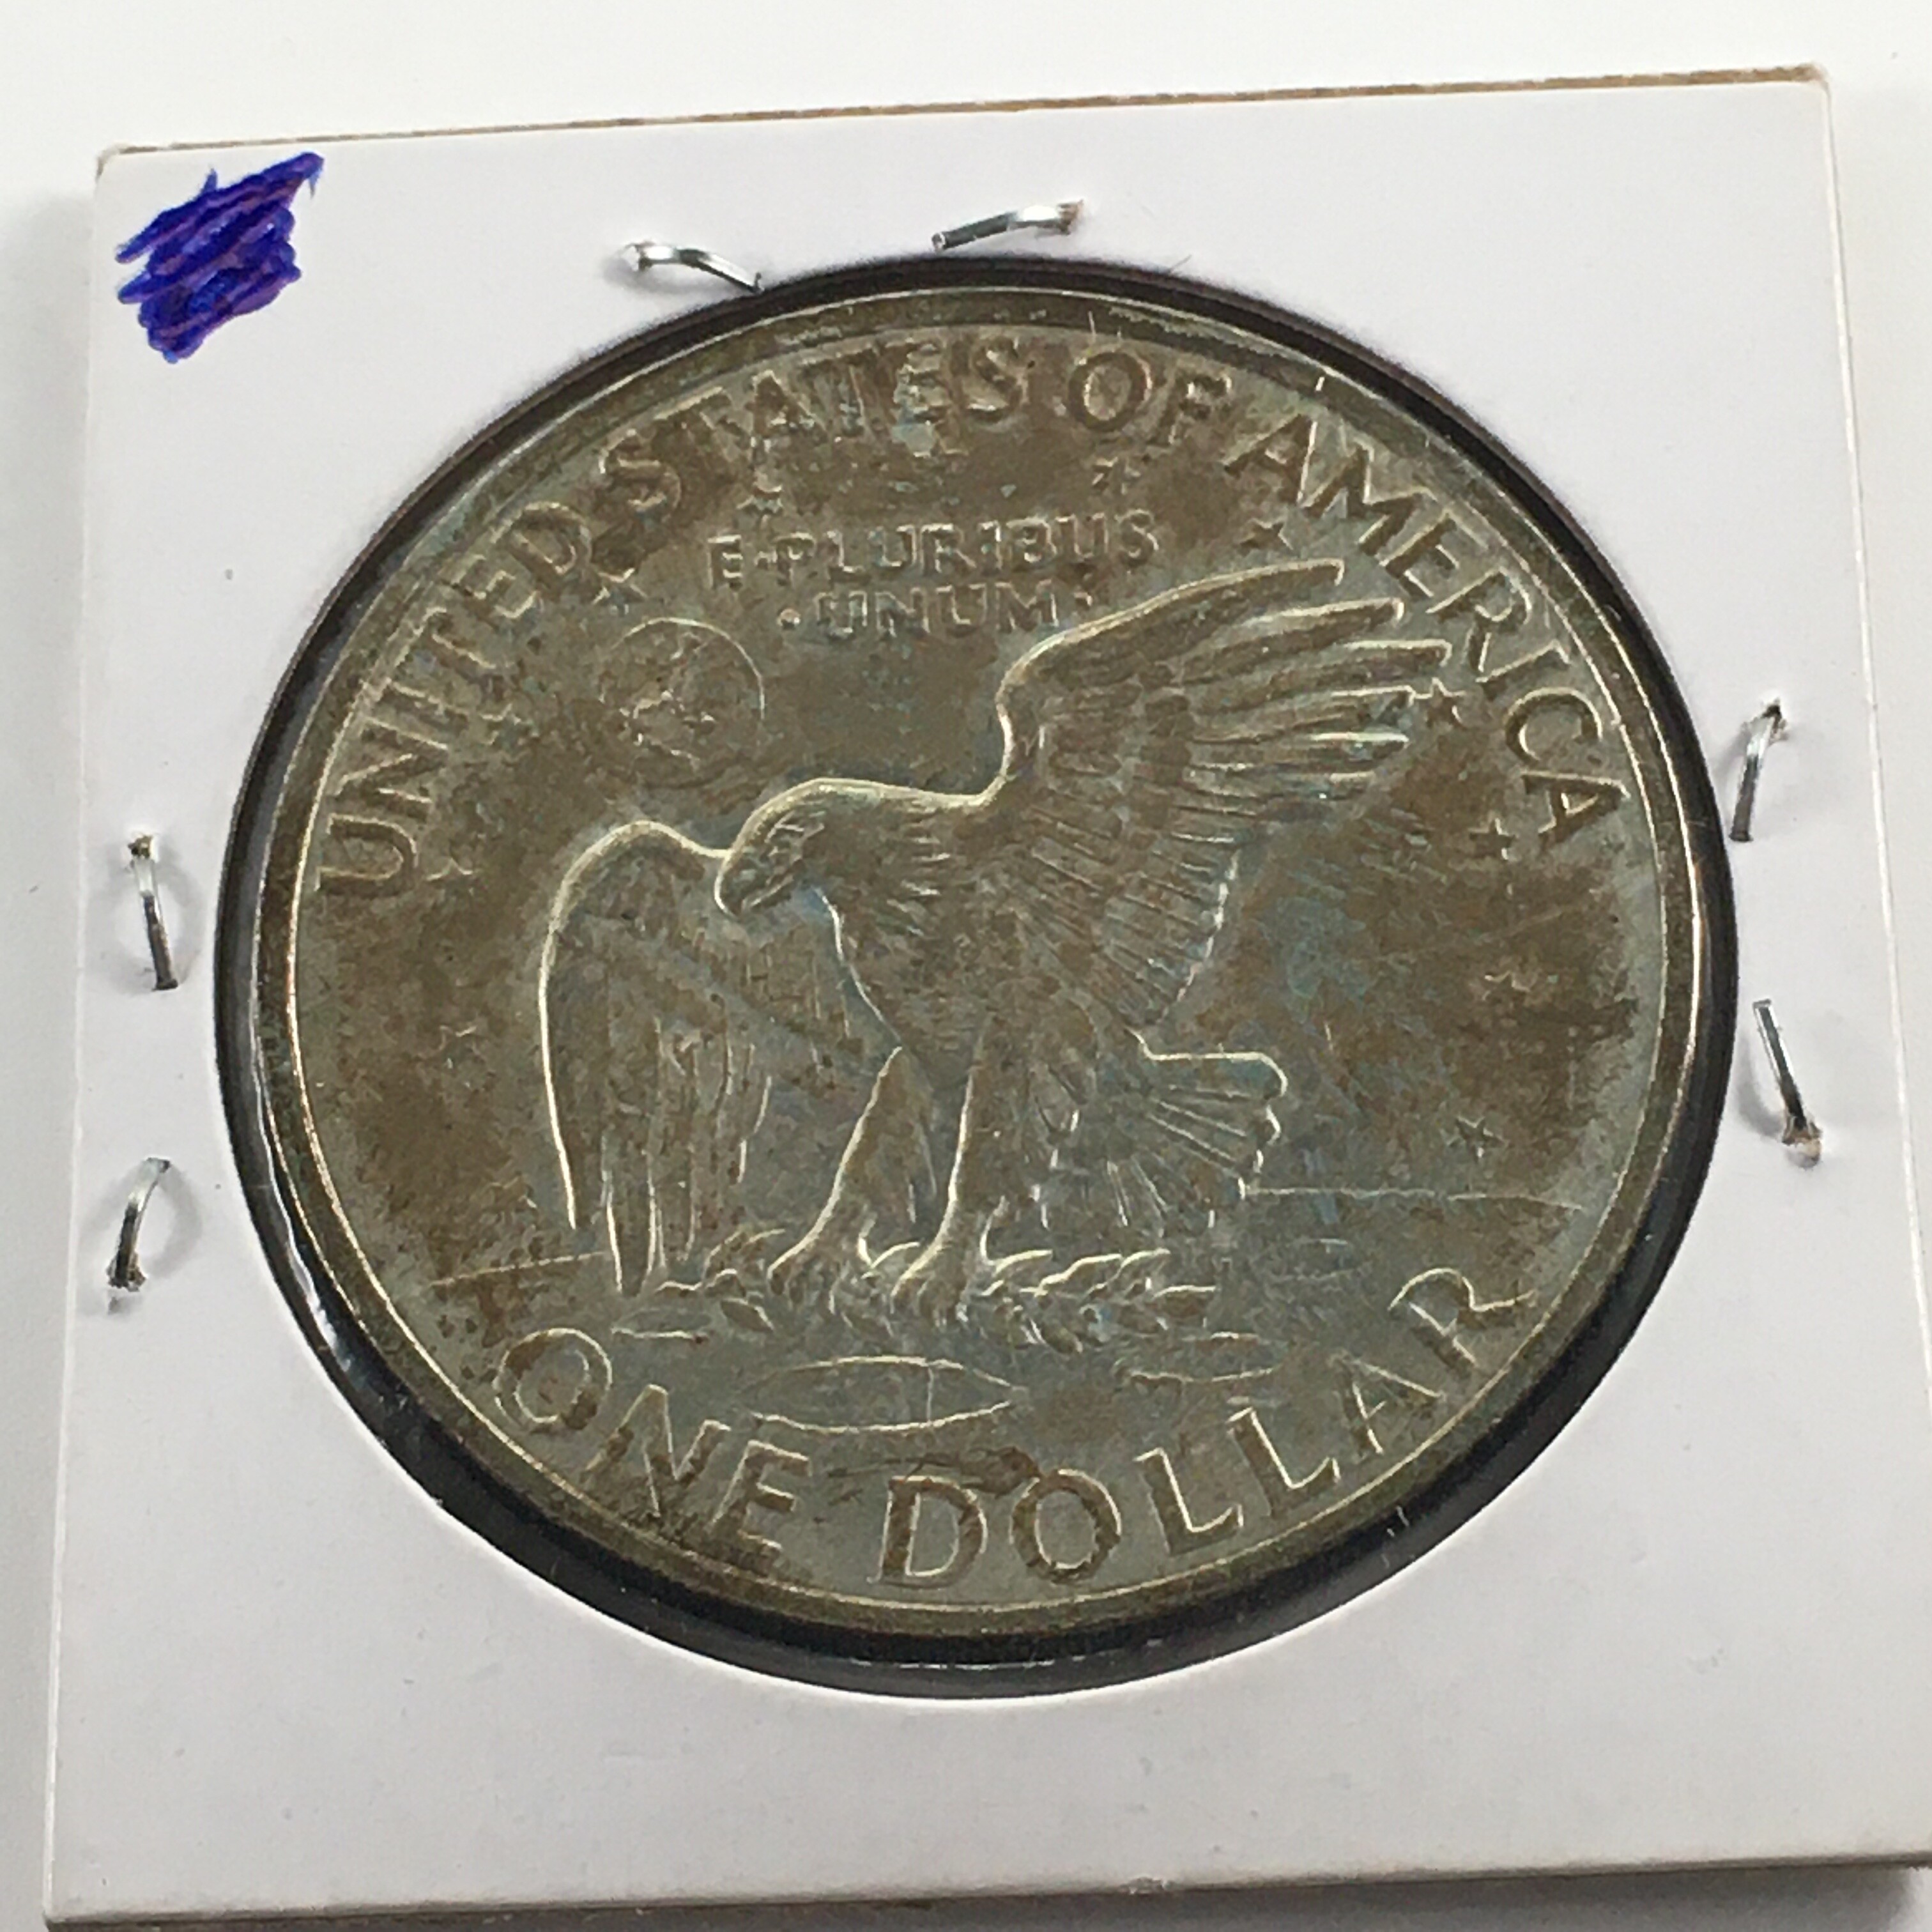 UNITED STATES OF AMERICA
E·PLURIBUS
·UNUM·
ONE DOLLAR